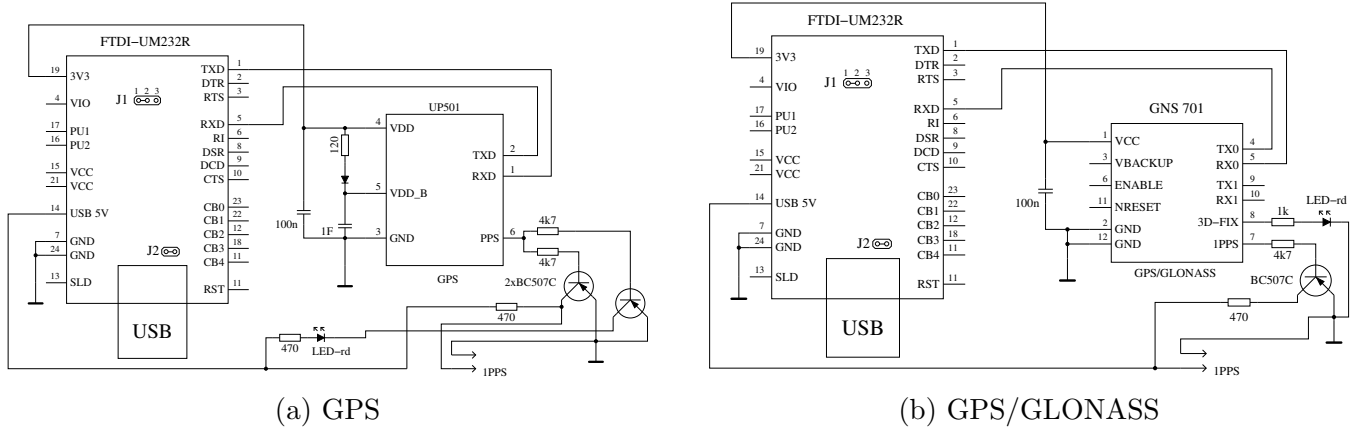 FTDI−UM232R
19 3V3
4 VIO
17 PU1
16 PU2
15 VCC
21 VCC
14 USB 5V
7 GND
24 GND
13 SLD
J1 1 2 3
J2
TXD 1
DTR 2
RTS 3
RXD 5
RI 6
DSR 8
DCD 9
CTS 10
CB0 23
CB1 22
CB2 12
CB3 18
CB4 11
RST 11
USB
UP501
4 VDD
5 VDD_B
3 GND
TXD 2
RXD 1
PPS 6
GPS
120
100n
1F
4k7
4k7
2xBC507C
470
470
LED−rd
1PPS
(a) GPS
FTDI−UM232R
19 3V3
4 VIO
17 PU1
16 PU2
15 VCC
21 VCC
14 USB 5V
7 GND
24 GND
13 SLD
J1 1 2 3
J2
TXD 1
DTR 2
RTS 3
RXD 5
RI 6
DSR 8
DCD 9
CTS 10
CB0 23
CB1 22
CB2 12
CB3 18
CB4 11
RST 11
USB
GNS 701
1 VCC
3 VBACKUP
6 ENABLE
11 NRESET
2 GND
12 GND
TX0 4
RX0 5
TX1 9
RX1 10
3D−FIX 8
1PPS 7
GPS/GLONASS
100n
LED−rd
1k
4k7
BC507C
470
1PPS
(b) GPS/GLONASS